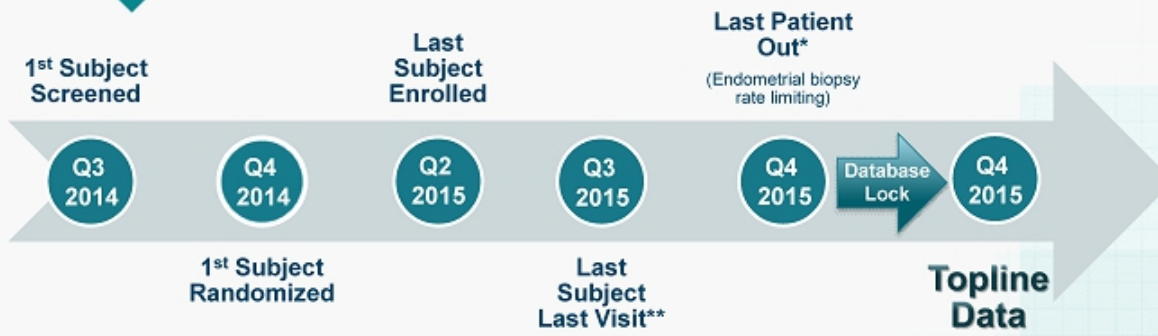 1st Subject
Screened
Last
Subject
Enrolled
Last Patient
Out*
(Endometrial biopsy
rate limiting)
Q3
2014
Q4
2014
Q2
2015
Q3
2015
Q4
2015
Database
Lock
Q4
2015
1st Subject
Randomized
Last
Subject
Last Visit**
Topline
Data